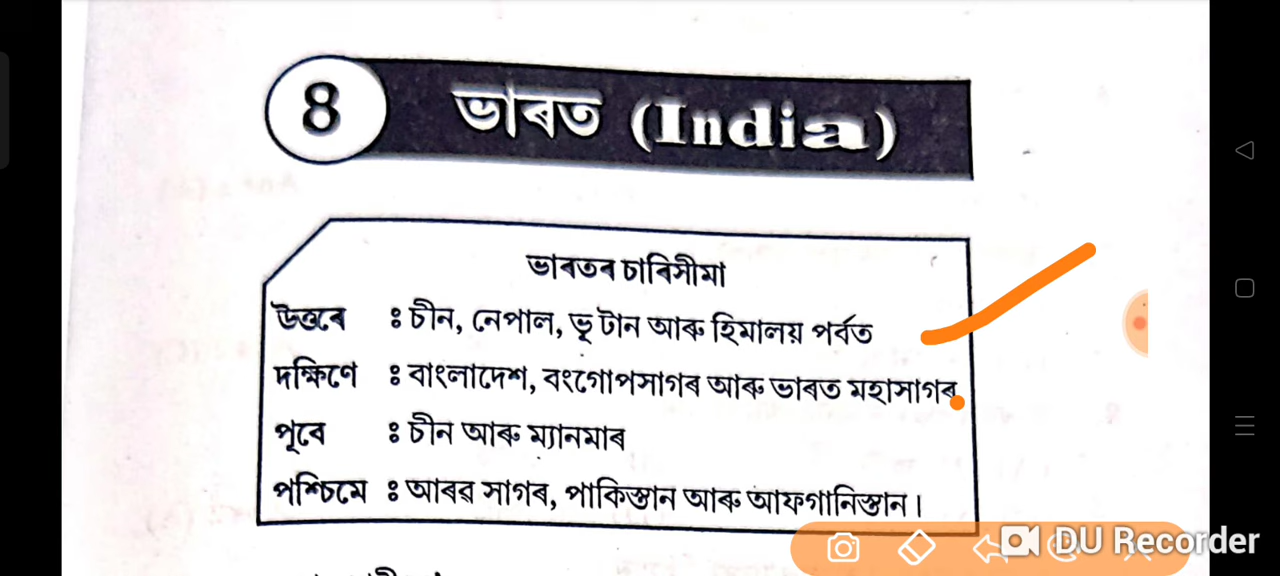 8 ভাৰত (India)
ভাৰতৰ চাৰিসীমা
উত্তৰে : চীন, নেপাল, ভূটান আৰু হিমালয় পৰ্বত
দক্ষিণে : বাংলাদেশ, বংগোপসাগৰ আৰু ভাৰত মহাসাগৰ
পূবে : চীন আৰু ম্যানমাৰ
পশ্চিমে : আৰৱ সাগৰ, পাকিস্তান আৰু আফগানিস্তান।
DU Recorder